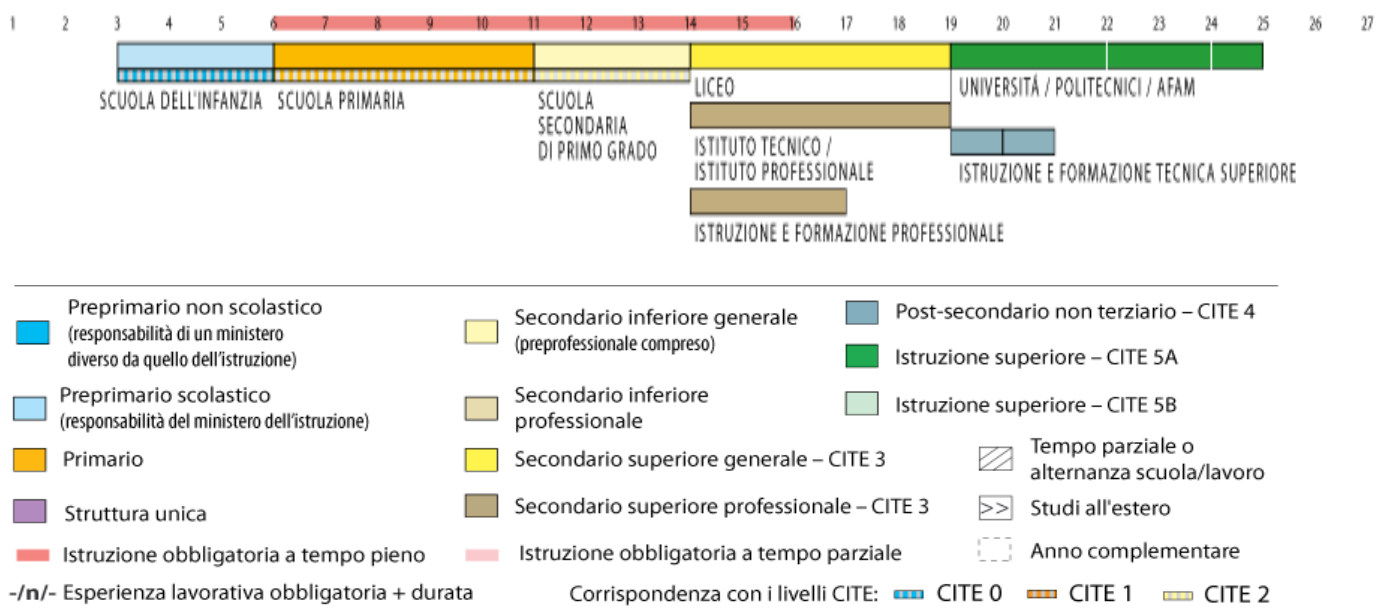 1 2 3 4 5 6 7 8 9 10 11 12 13 14 15 16 17 18 19 20 21 22 23 24 25 26 27
SCUOLA DELL'INFANZIA
SCUOLA PRIMARIA
SCUOLA
SECONDARIA
DI PRIMO GRADO
LICEO
ISTITUTO TECNICO /
ISTITUTO PROFESSIONALE
ISTRUZIONE E FORMAZIONE PROFESSIONALE
UNIVERSITÁ / POLITECNICI / AFAM
ISTRUZIONE E FORMAZIONE TECNICA SUPERIORE
Preprimario non scolastico
(responsabilità di un ministero
diverso da quello dell'istruzione)
Preprimario scolastico
(responsabilità del ministero dell'istruzione)
Primario
Struttura unica
Istruzione obbligatoria a tempo pieno
-/n/- Esperienza lavorativa obbligatoria + durata
Secondario inferiore generale
(preprofessionale compreso)
Secondario inferiore
professionale
Secondario superiore generale – CITE 3
Secondario superiore professionale – CITE 3
Istruzione obbligatoria a tempo parziale
Post-secondario non terziario – CITE 4
Istruzione superiore – CITE 5A
Istruzione superiore – CITE 5B
Tempo parziale o
alternanza scuola/lavoro
>> Studi all'estero
Anno complementare
Corrispondenza con i livelli CITE: CITE 0 CITE 1 CITE 2